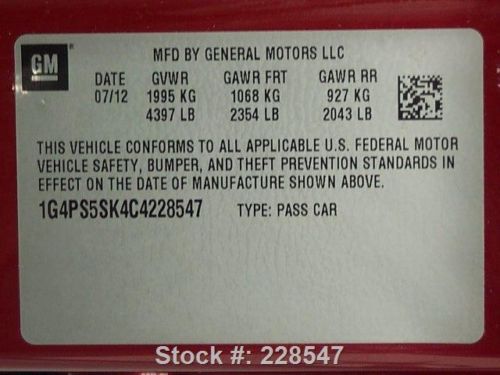 GM
MFD BY GENERAL MOTORS LLC
DATE GVWR GAWR FRT GAWR RR
07/12 1995 KG 1068 KG 927 KG
4397 LB 2354 LB 2043 LB
THIS VEHICLE CONFORMS TO ALL APPLICABLE U.S. FEDERAL MOTOR
VEHICLE SAFETY, BUMPER, AND THEFT PREVENTION STANDARDS IN
EFFECT ON THE DATE OF MANUFACTURE SHOWN ABOVE.
1G4PS5SK4C4228547 TYPE: PASS CAR
Stock #: 228547